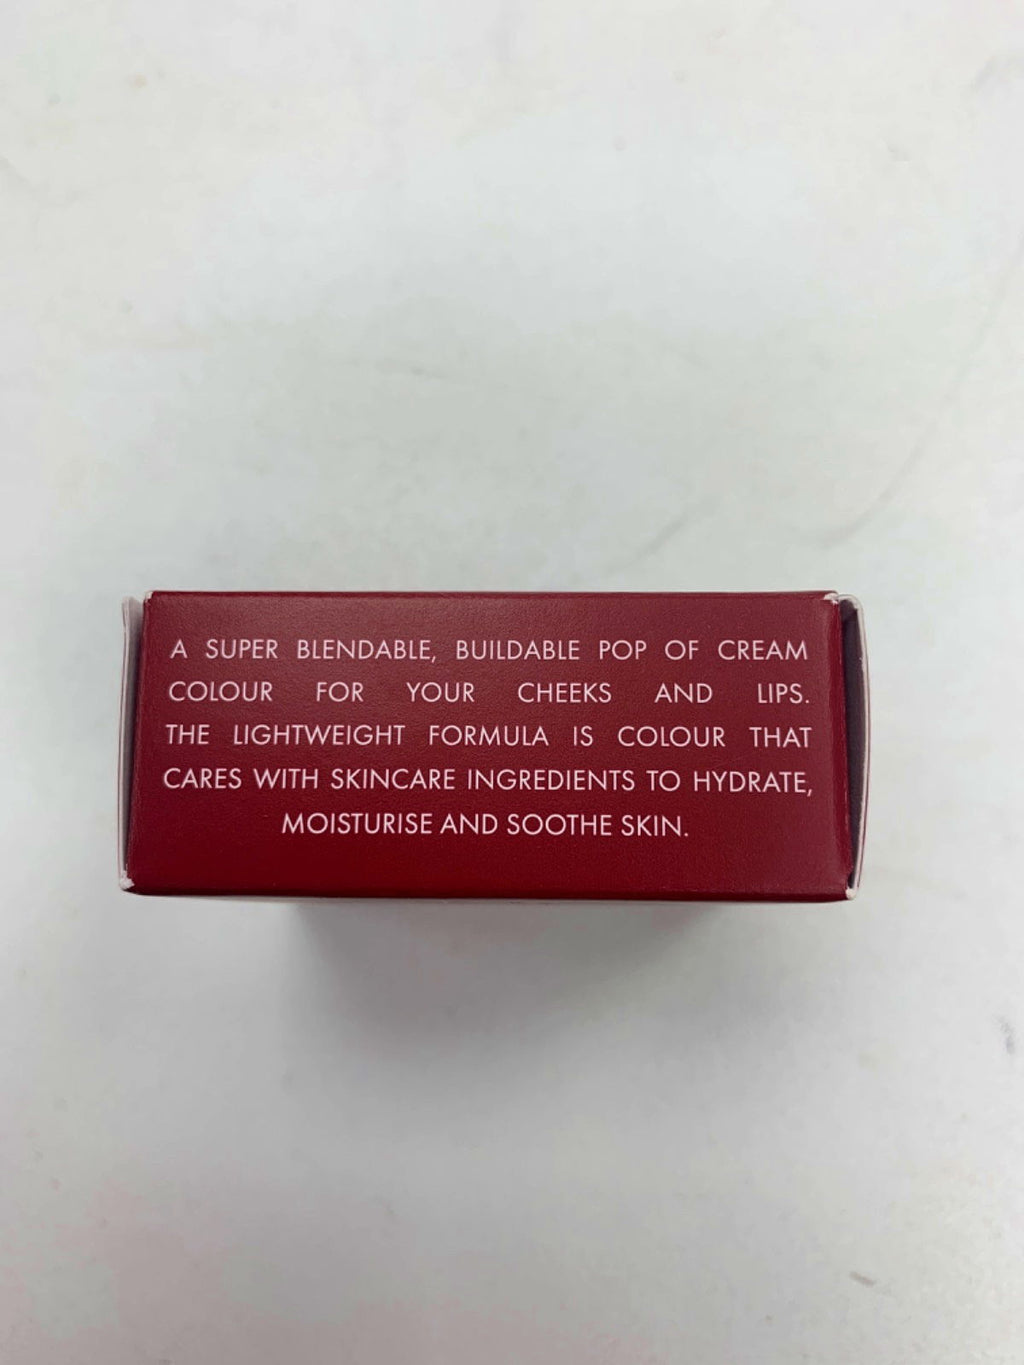 A SUPER BLENDABLE, BUILDABLE POP OF CREAM
COLOUR FOR YOUR CHEEKS AND LIPS.
THE LIGHTWEIGHT FORMULA IS COLOUR THAT
CARES WITH SKINCARE INGREDIENTS TO HYDRATE,
MOISTURISE AND SOOTHE SKIN.